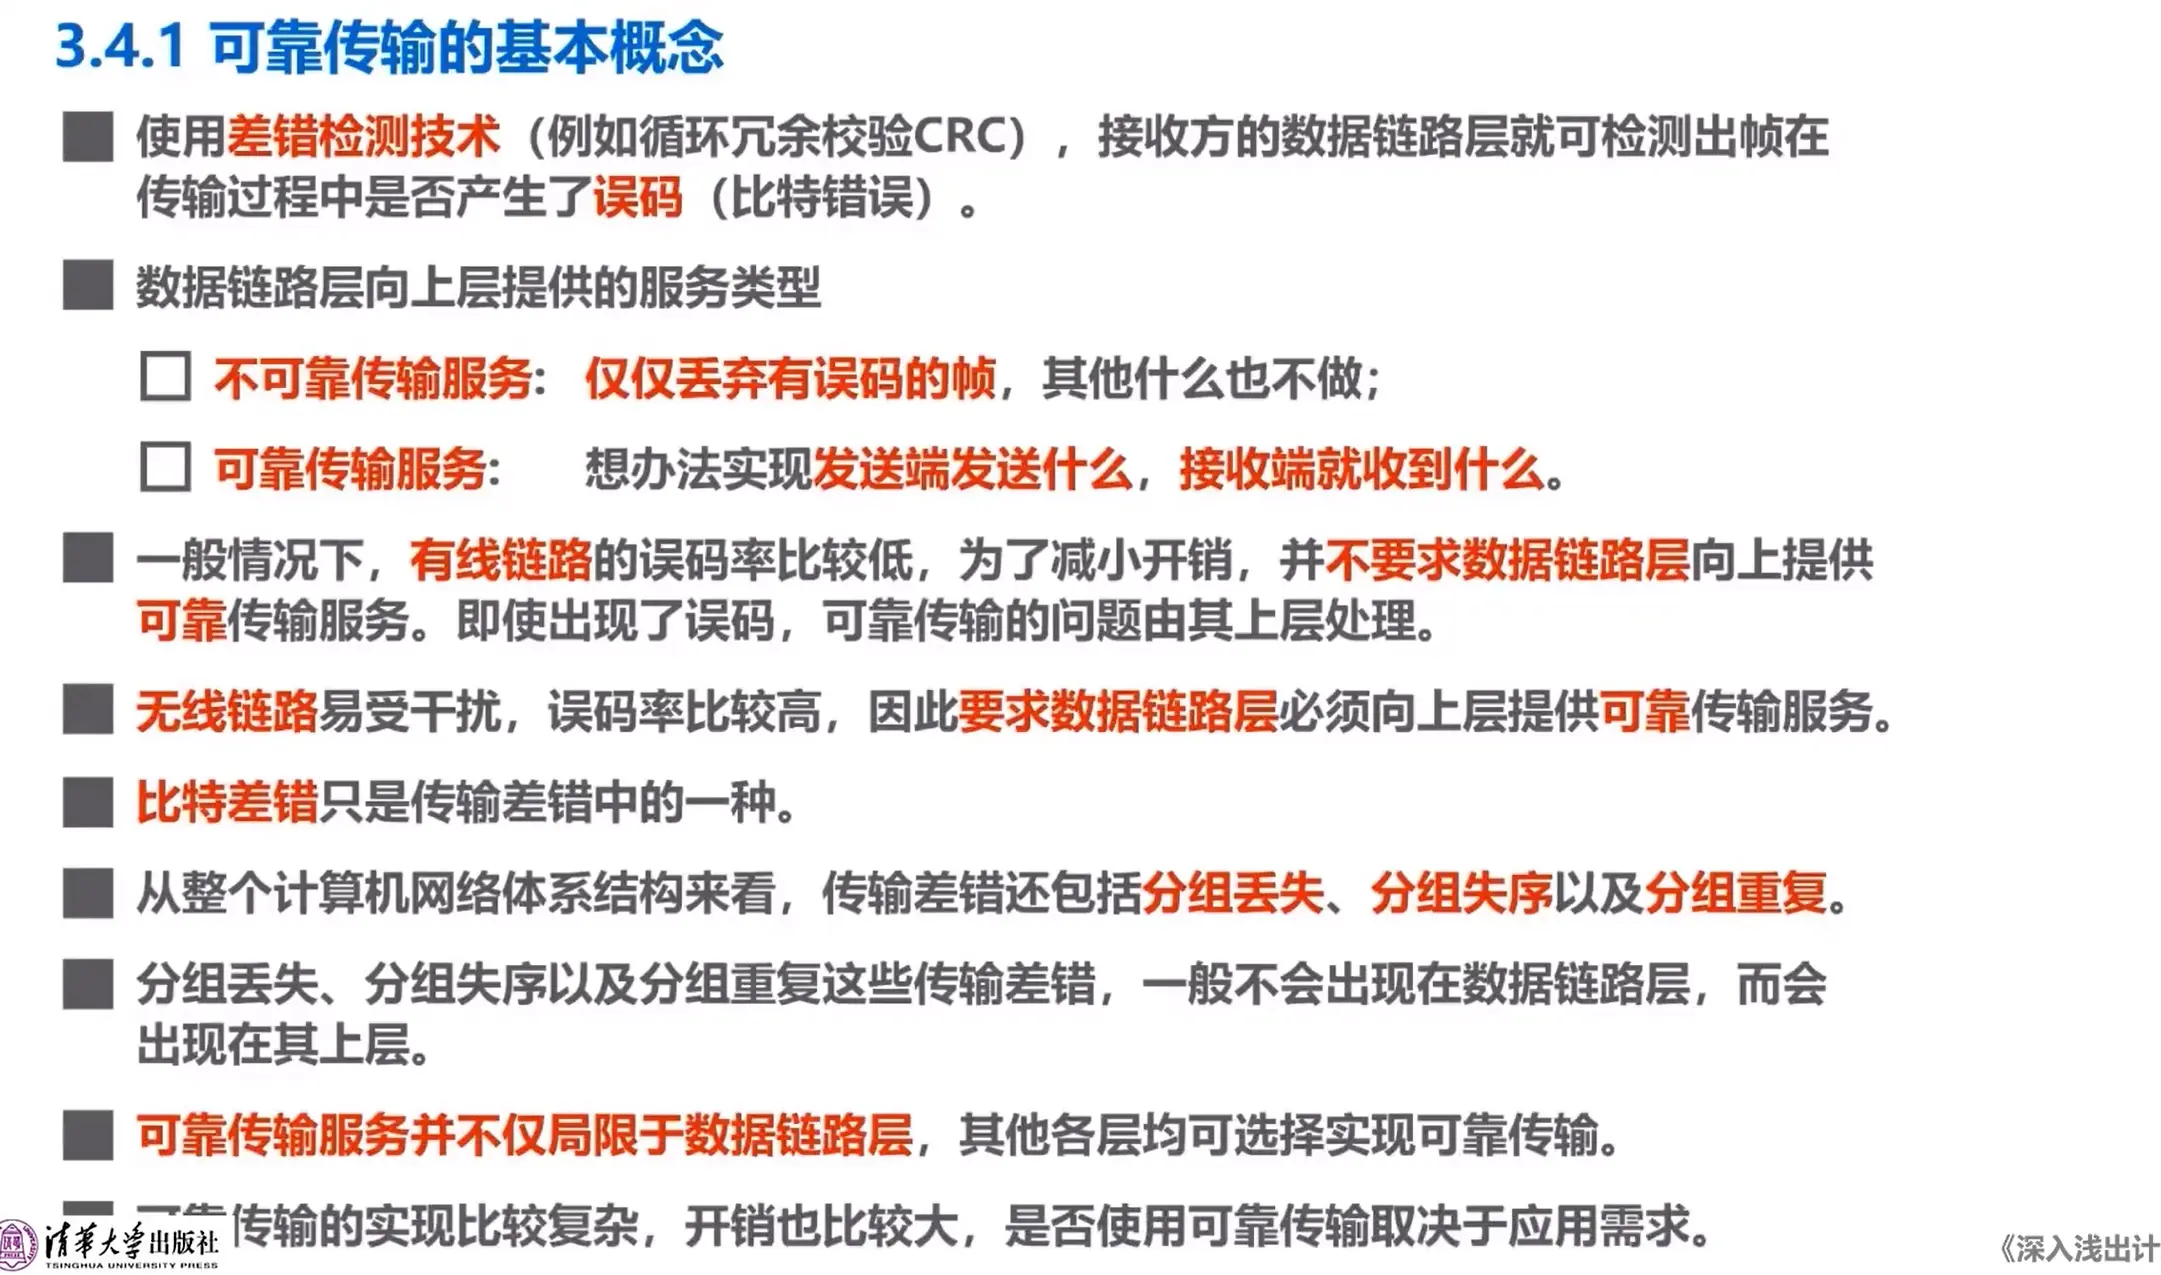 3.4.1 可靠传输的基本概念
使用差错检测技术（例如循环冗余校验CRC），接收方的数据链路层就可检测出帧在
传输过程中是否产生了误码（比特错误）。
数据链路层向上层提供的服务类型
不可靠传输服务： 仅仅丢弃有误码的帧，其他什么也不做；
可靠传输服务： 想办法实现发送端发送什么，接收端就收到什么。
一般情况下，有线链路的误码率比较低，为了减小开销，并不要求数据链路层向上提供
可靠传输服务。即使出现了误码，可靠传输的问题由其上层处理。
无线链路易受干扰，误码率比较高，因此要求数据链路层必须向上层提供可靠传输服务。
比特差错只是传输差错中的一种。
从整个计算机网络体系结构来看，传输差错还包括分组丢失、分组失序以及分组重复。
分组丢失、分组失序以及分组重复这些传输差错，一般不会出现在数据链路层，而会
出现在其上层。
可靠传输服务并不仅局限于数据链路层，其他各层均可选择实现可靠传输。
可靠传输的实现比较复杂，开销也比较大，是否使用可靠传输取决于应用需求。
清华大学出版社
TSINGHUA UNIVERSITY PRESS
《深入浅出计